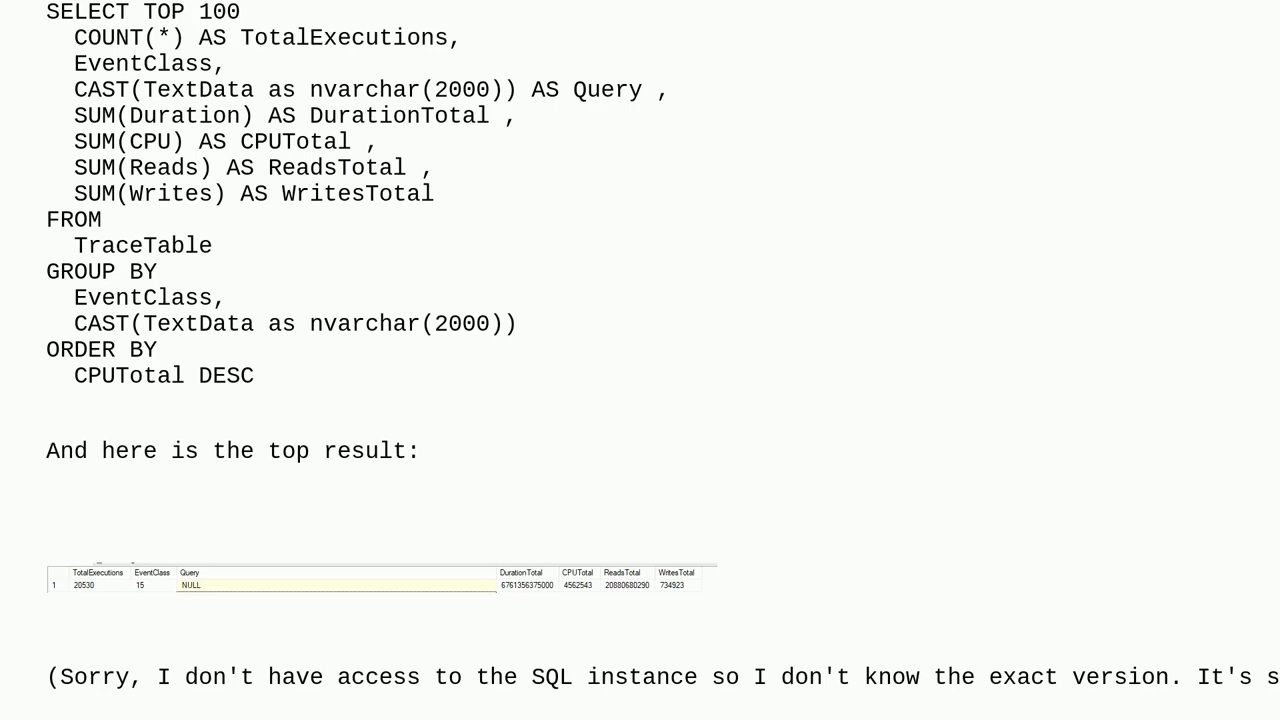 SELECT TOP 100
COUNT(*) AS TotalExecutions,
EventClass,
CAST(TextData as nvarchar(2000)) AS Query ,
SUM(Duration) AS DurationTotal ,
SUM(CPU) AS CPUTotal ,
SUM(Reads) AS ReadsTotal ,
SUM(Writes) AS WritesTotal
FROM
TraceTable
GROUP BY
EventClass,
CAST(TextData as nvarchar(2000))
ORDER BY
CPUTotal DESC
And here is the top result:
TotalExecutions EventClass Query DurationTotal CPUTotal ReadsTotal WritesTotal
1 20530 15 NULL 6761356375000 4562543 20880680290 734923
(Sorry, I don't have access to the SQL instance so I don't know the exact version. It's s